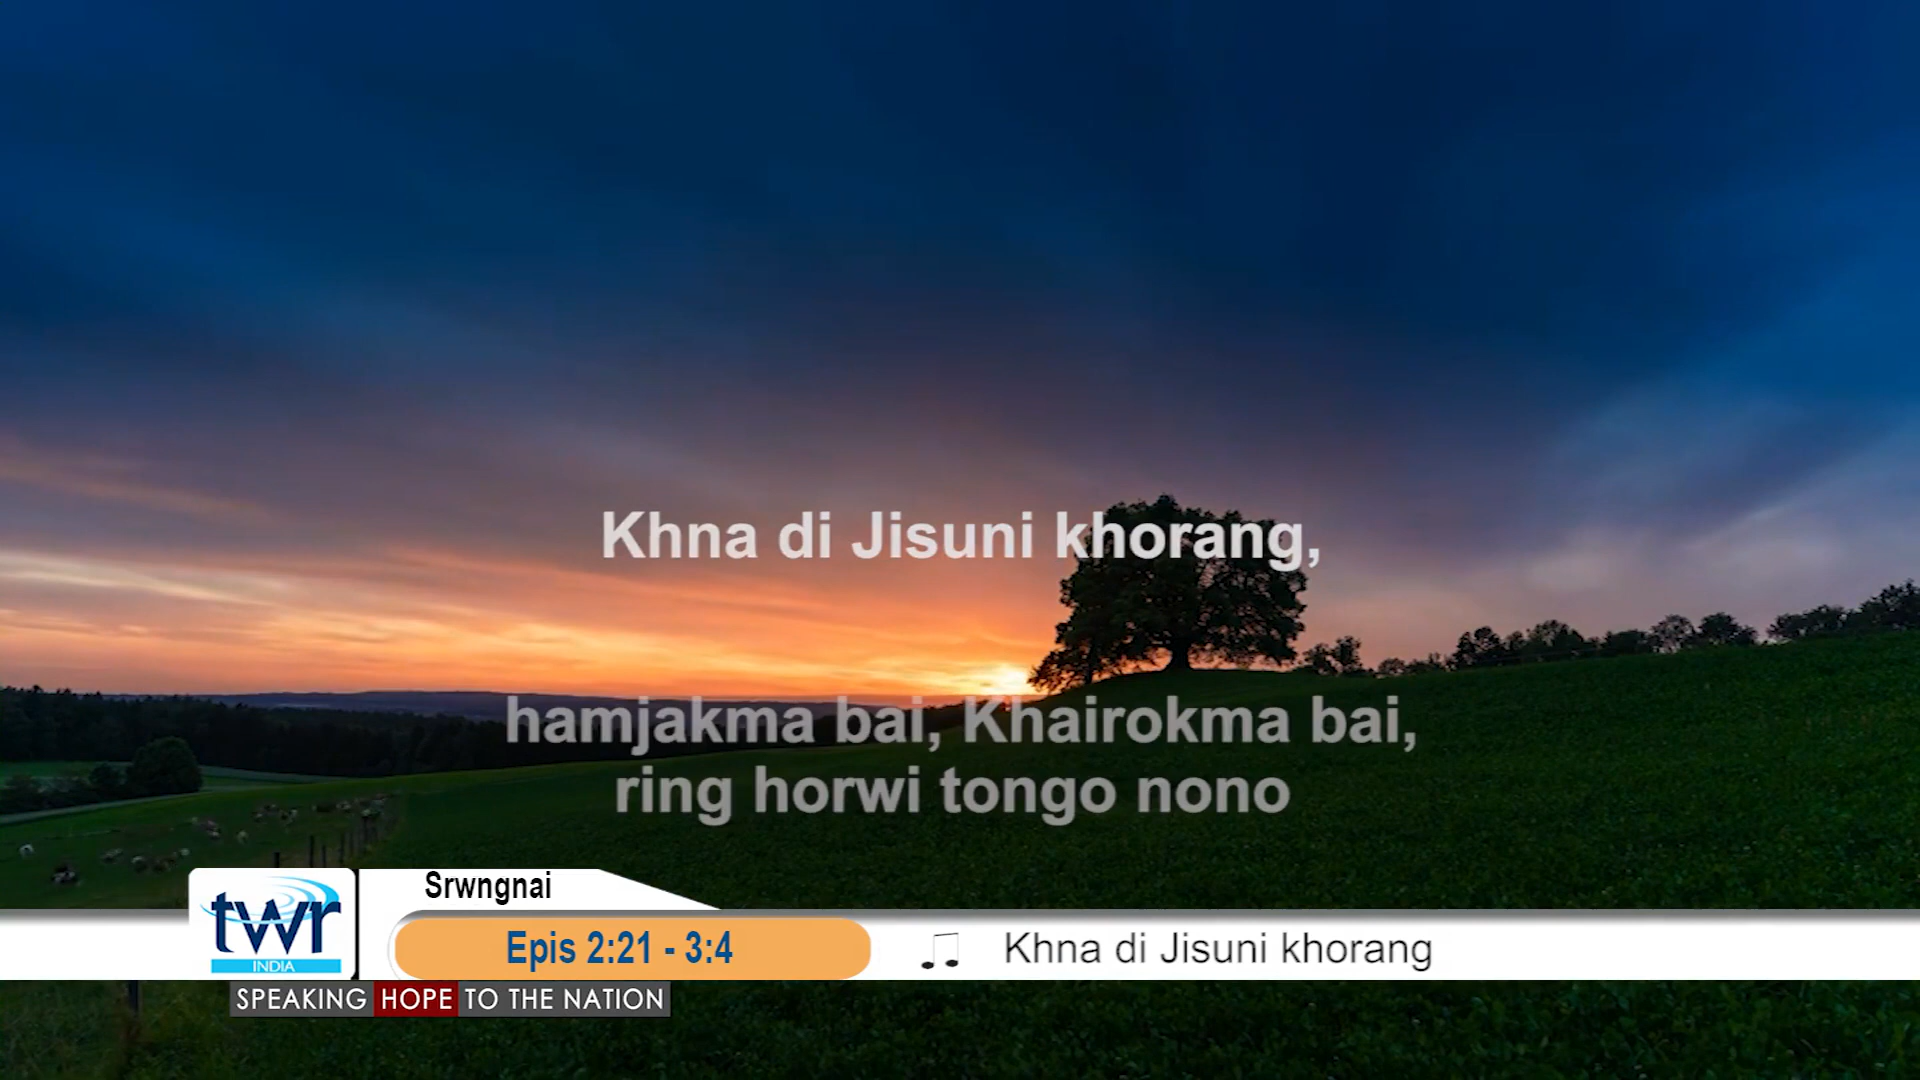 Khna di Jisuni khorang,
hamjakma bai, Khairokma bai,
ring horwi tongo nono
Srwngnai
twr
INDIA
Epis 2:21 - 3:4
Khna di Jisuni khorang
SPEAKING HOPE TO THE NATION